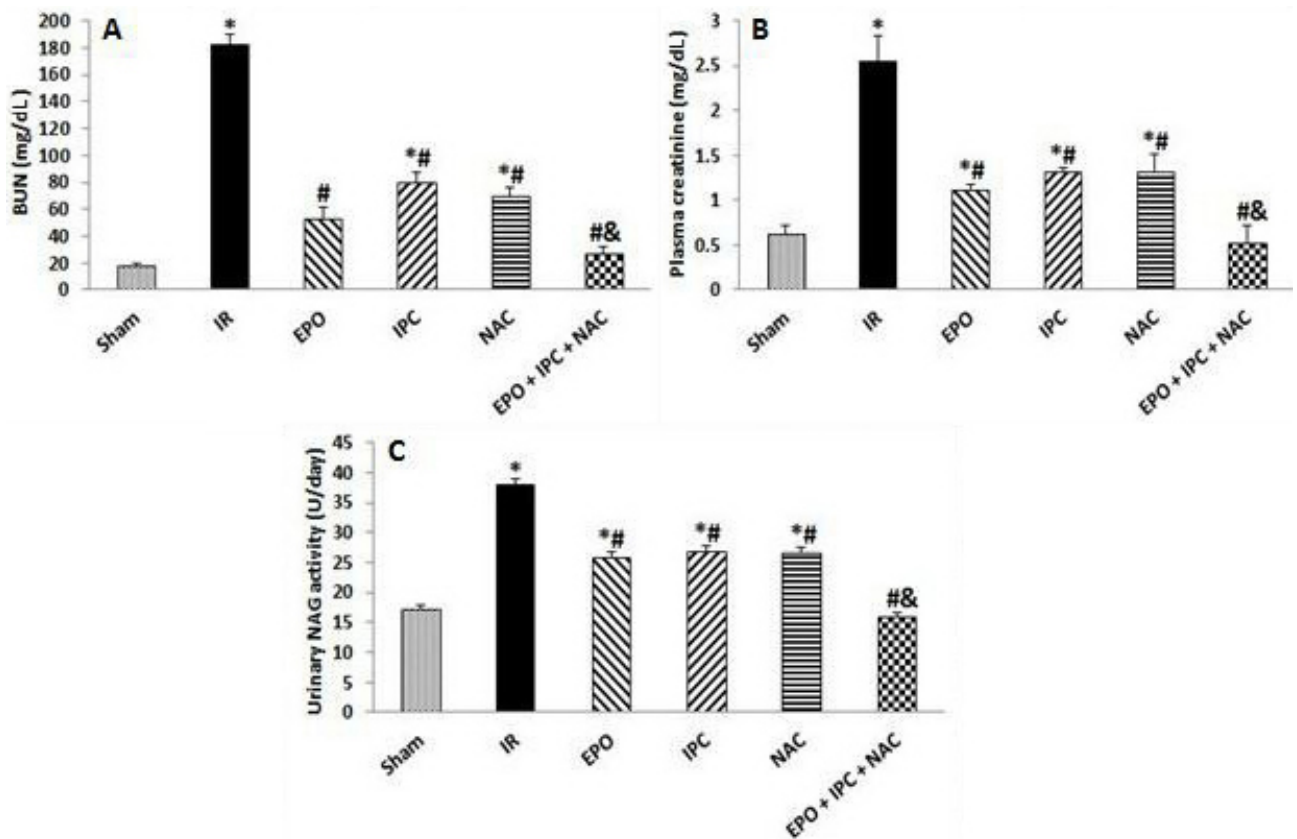 A
BUN (mg/dL)
200
180
160
140
120
100
80
60
40
20
0
*
#
*#
*#
#&
Sham
IR
EPO
IPC
NAC
EPO + IPC + NAC
B
Plasma creatinine (mg/dL)
3
2.5
2
1.5
1
0.5
0
*
*#
*#
*#
#&
Sham
IR
EPO
IPC
NAC
EPO + IPC + NAC
C
Urinary NAG activity (U/day)
45
40
35
30
25
20
15
10
5
0
*
*#
*#
*#
#&
Sham
IR
EPO
IPC
NAC
EPO + IPC + NAC